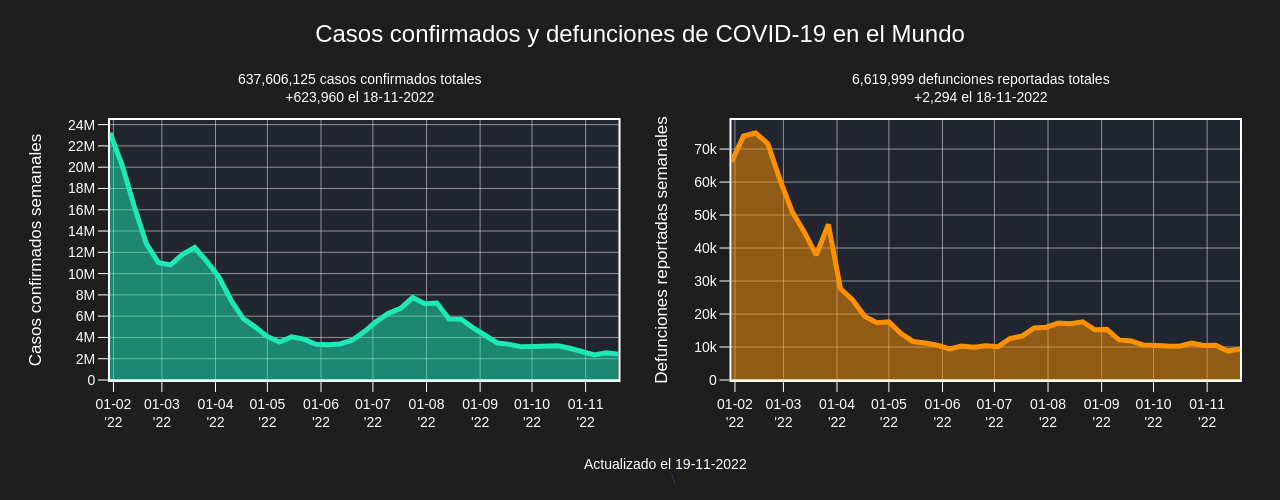 Casos confirmados y defunciones de COVID-19 en el Mundo
637,606,125 casos confirmados totales
+623,960 el 18-11-2022
Casos confirmados semanales
24M
22M
20M
18M
16M
14M
12M
10M
8M
6M
4M
2M
0
01-02 01-03 01-04 01-05 01-06 01-07 01-08 01-09 01-10 01-11
'22 '22 '22 '22 '22 '22 '22 '22 '22 '22
6,619,999 defunciones reportadas totales
+2,294 el 18-11-2022
Defunciones reportadas semanales
70k
60k
50k
40k
30k
20k
10k
0
01-02 01-03 01-04 01-05 01-06 01-07 01-08 01-09 01-10 01-11
'22 '22 '22 '22 '22 '22 '22 '22 '22 '22
Actualizado el 19-11-2022
\